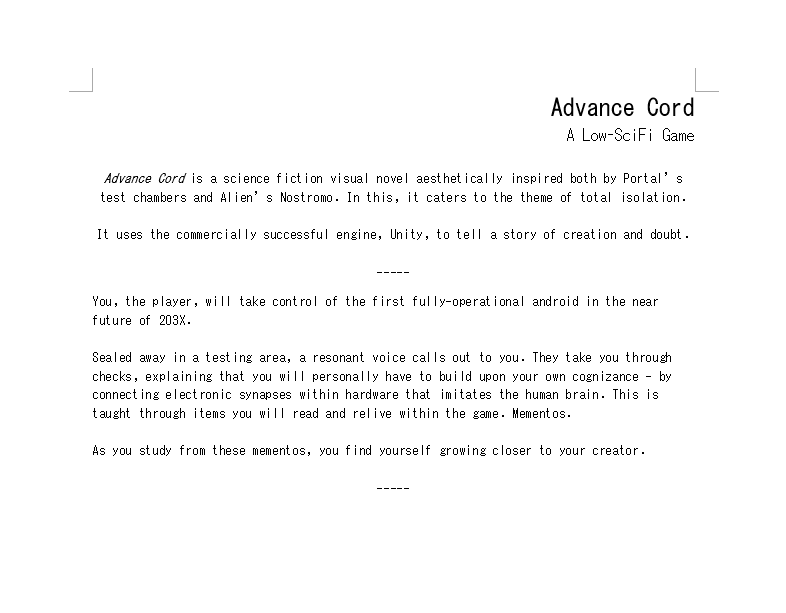 Advance Cord
A Low-SciFi Game
Advance Cord is a science fiction visual novel aesthetically inspired both by Portal’s
test chambers and Alien’s Nostromo. In this, it caters to the theme of total isolation.
It uses the commercially successful engine, Unity, to tell a story of creation and doubt.
-----
You, the player, will take control of the first fully-operational android in the near
future of 203X.
Sealed away in a testing area, a resonant voice calls out to you. They take you through
checks, explaining that you will personally have to build upon your own cognizance - by
connecting electronic synapses within hardware that imitates the human brain. This is
taught through items you will read and relive within the game. Mementos.
As you study from these mementos, you find yourself growing closer to your creator.
-----